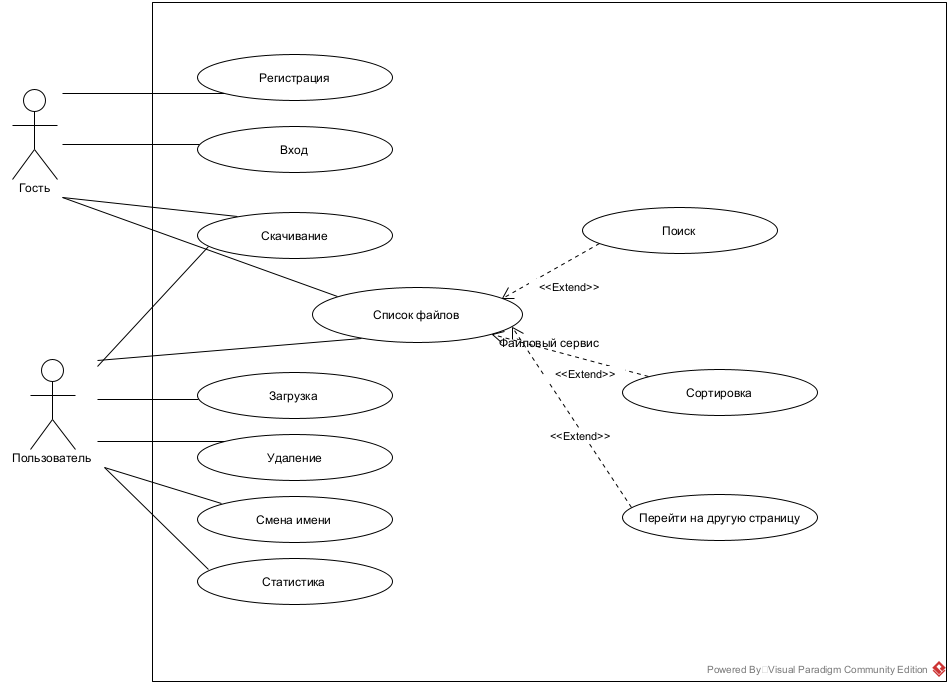 Регистрация
Вход
Гость
Скачивание
Поиск
<<Extend>>
Список файлов
Файловый сервис
<<Extend>>
Сортировка
Загрузка
<<Extend>>
Пользователь
Удаление
Смена имени
Перейти на другую страницу
Статистика
Powered By Visual Paradigm Community Edition